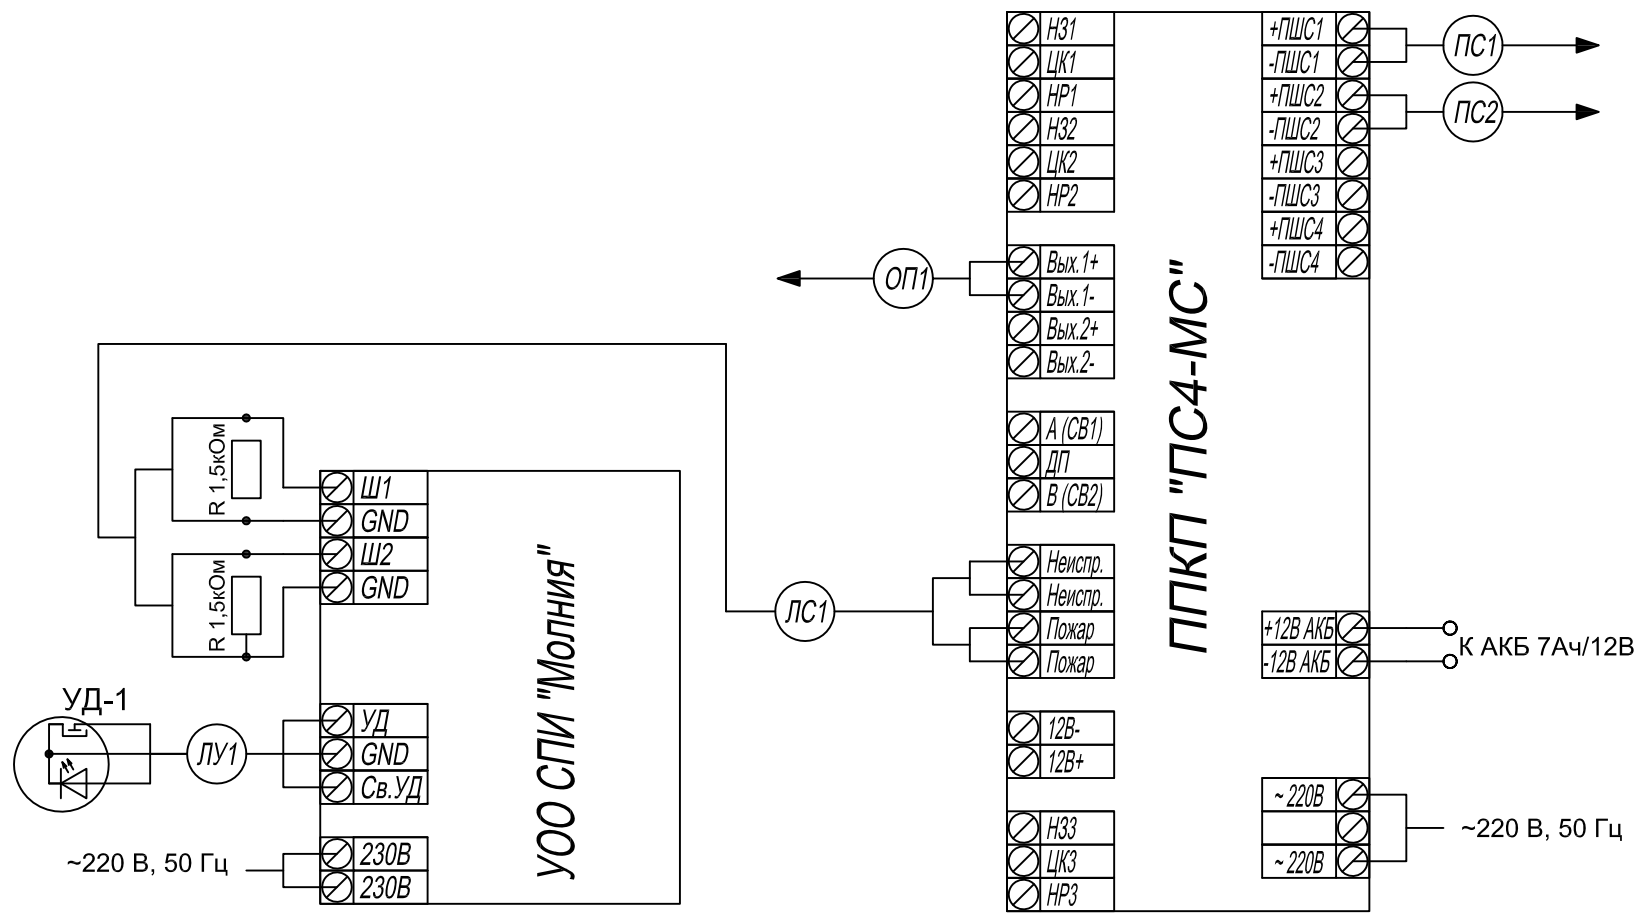 НЗ1
ЦК1
НР1
НЗ2
ЦК2
НР2
+ПШС1
-ПШС1
+ПШС2
-ПШС2
+ПШС3
-ПШС3
+ПШС4
-ПШС4
ПС1
ПС2
ОП1
Вых.1+
Вых.1-
Вых.2+
Вых.2-
ППКП "ПС4-МС"
А (СВ1)
ДП
В (СВ2)
R 1,5кОм
R 1,5кОм
Ш1
GND
Ш2
GND
УОО СПИ "Молния"
ЛС1
Неиспр.
Неиспр.
Пожар
Пожар
+12В АКБ
-12В АКБ
К АКБ 7Ач/12В
УД-1
ЛУ1
УД
GND
Св.УД
12В-
12В+
~ 220В
~ 220В
~220 В, 50 Гц
~220 В, 50 Гц
230В
230В
НЗ3
ЦК3
НР3